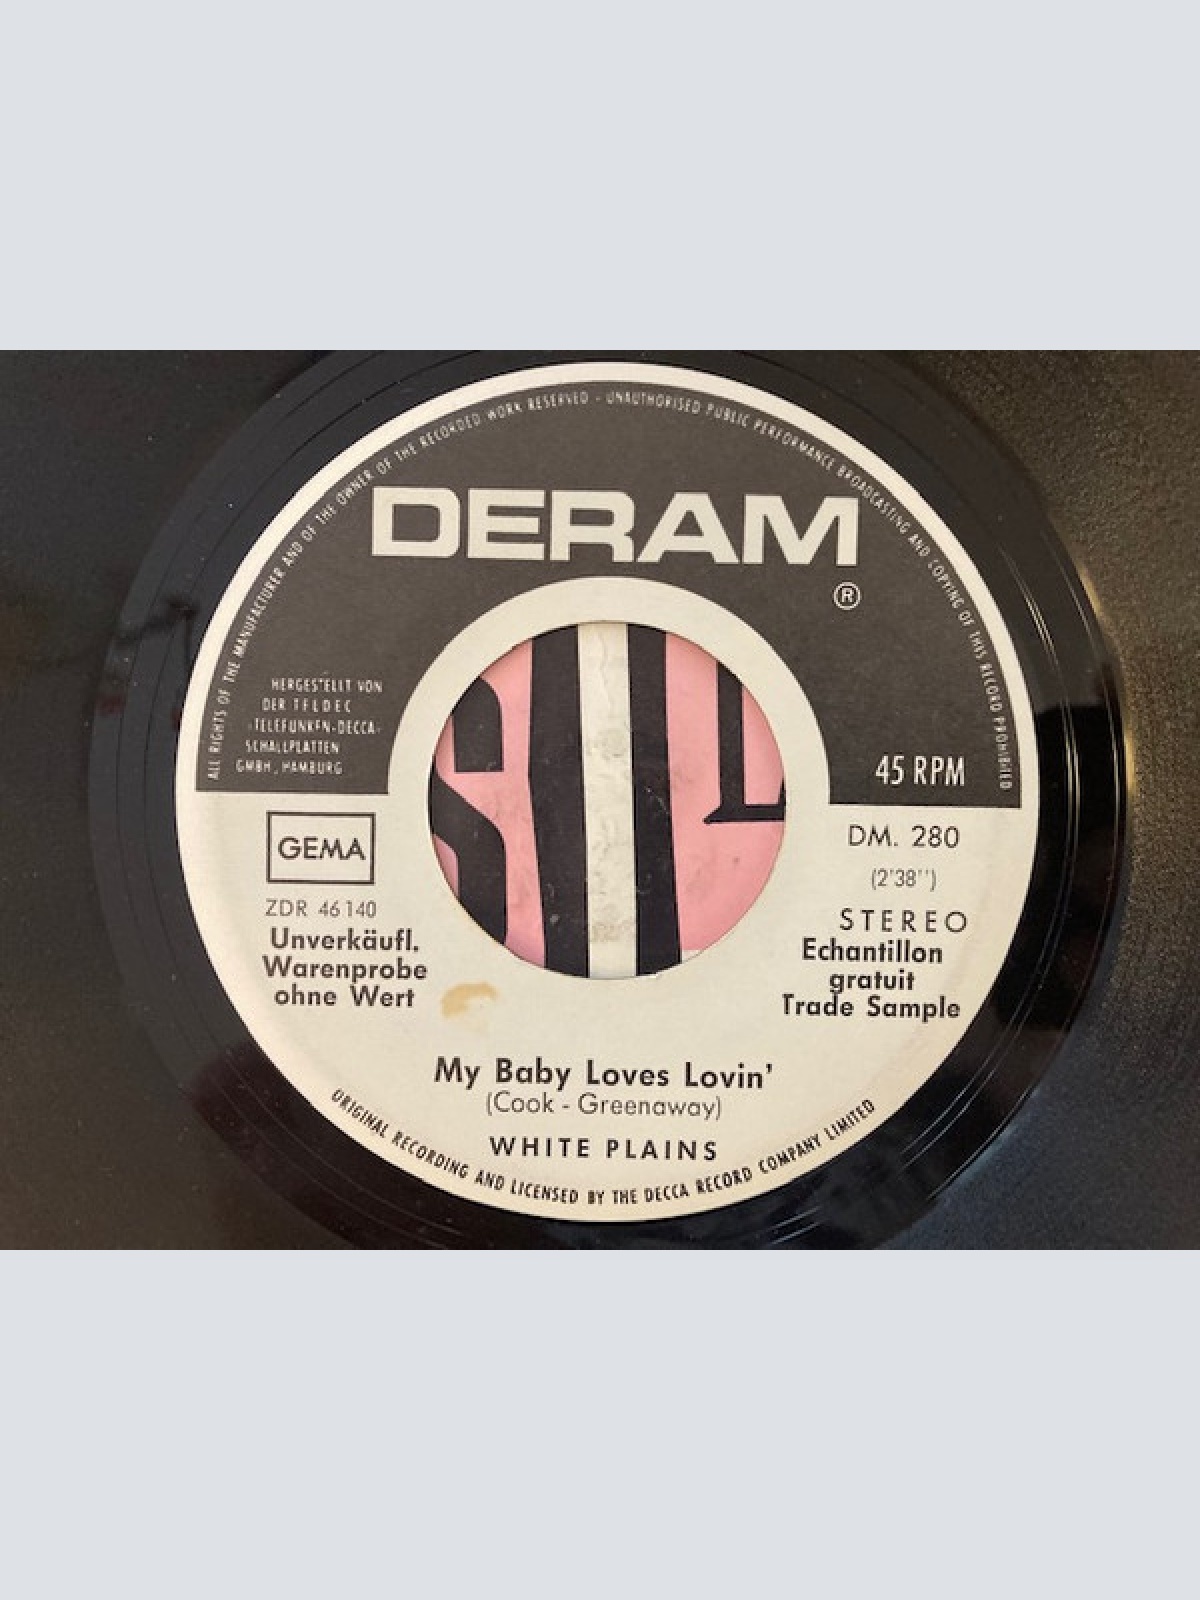 ALL RIGHTS OF THE MANUFACTURER AND OF THE OWNER OF THE RECORDED WORK RESERVED - UNAUTHORISED PUBLIC PERFORMANCE BROADCASTING AND COPYING OF THIS RECORD PROHIBITED
DERAM
®
HERGESTELLT VON
DER TELDEC
-TELEFUNKEN-DECCA-
SCHALLPLATTEN
GMBH, HAMBURG
45 RPM
GEMA
ZDR 46 140
Unverkäufl.
Warenprobe
ohne Wert
DM. 280
(2'38'')
STEREO
Echantillon
gratuit
Trade Sample
My Baby Loves Lovin'
(Cook - Greenaway)
WHITE PLAINS
ORIGINAL RECORDING AND LICENSED BY THE DECCA RECORD COMPANY LIMITED